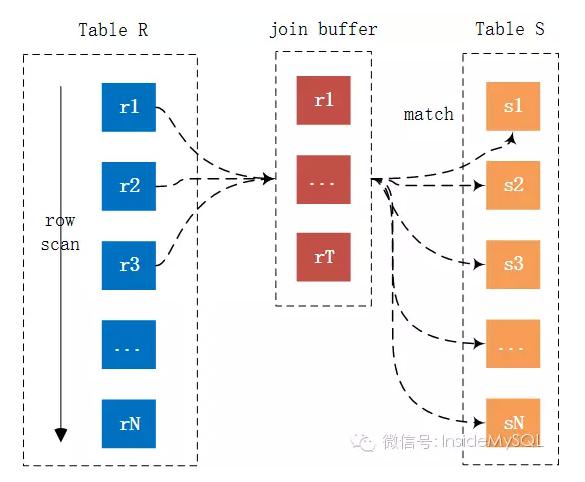 Table R
join buffer
Table S
r1
r2
r3
...
rN
row
scan
r1
...
rT
match
s1
s2
s3
...
sN
微信号: InsideMySQL